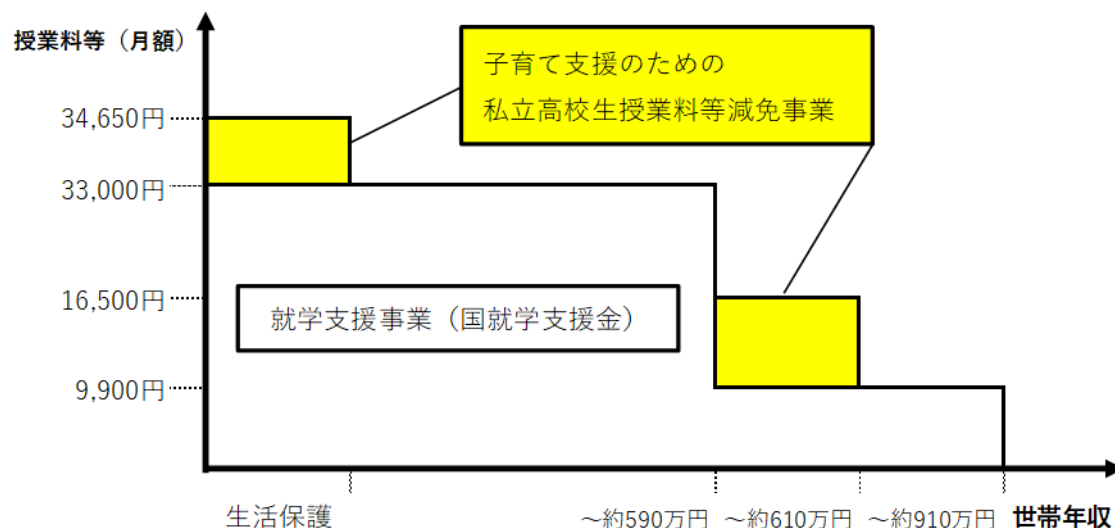 授業料等（月額）
子育て支援のための
私立高校生授業料等減免事業
34,650円
33,000円
16,500円
就学支援事業（国就学支援金）
9,900円
生活保護
～約590万円
～約610万円
～約910万円
世帯年収